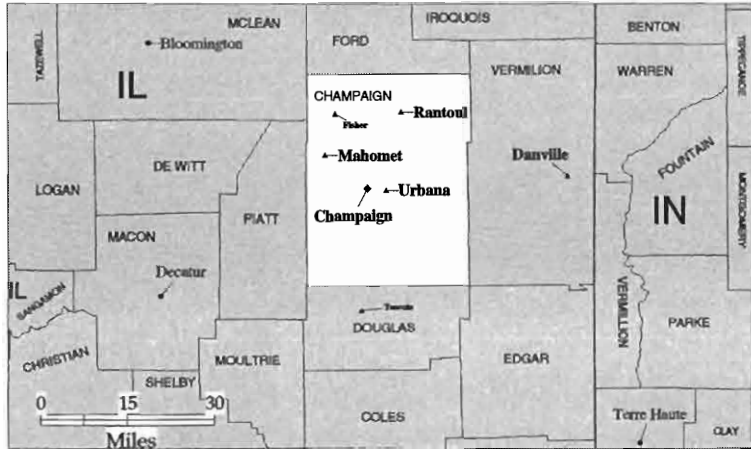 MCLEAN
IROQUOIS
BENTON
FORD
Bloomington
TAZEWELL
IL
VERMILION
WARREN
TIPPECANOE
CHAMPAIGN
Rantoul
Fisher
DE WITT
Mahomet
Danville
FOUNTAIN
LOGAN
Urbana
Champaign
PIATT
IN
MONTGOMERY
MACON
Decatur
IL
SANGAMON
DOUGLAS
VERMILLION
PARKE
CHRISTIAN
MOULTRIE
EDGAR
SHELBY
0 15 30
Miles
COLES
Terre Haute
CLAY